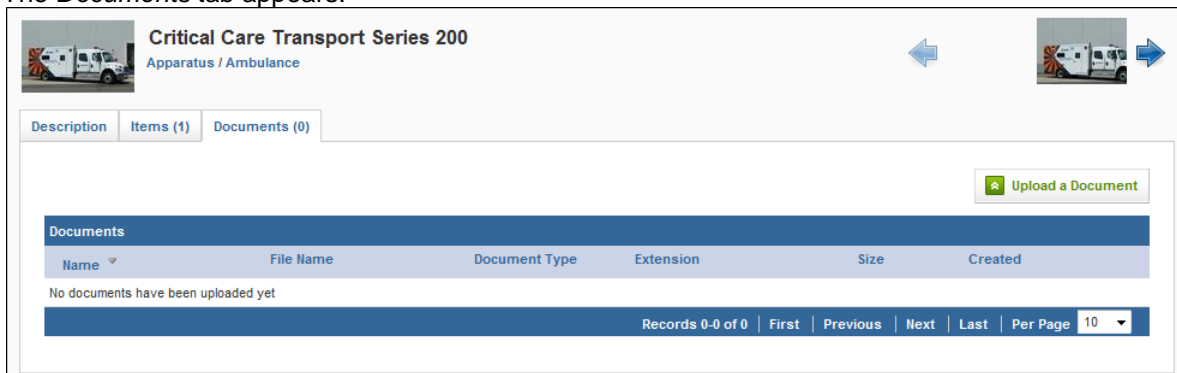 The Documents tab appears.
Critical Care Transport Series 200
Apparatus / Ambulance
Description Items (1) Documents (0)
Upload a Document
Documents
Name File Name Document Type Extension Size Created
No documents have been uploaded yet
Records 0-0 of 0 | First | Previous | Next | Last | Per Page 10